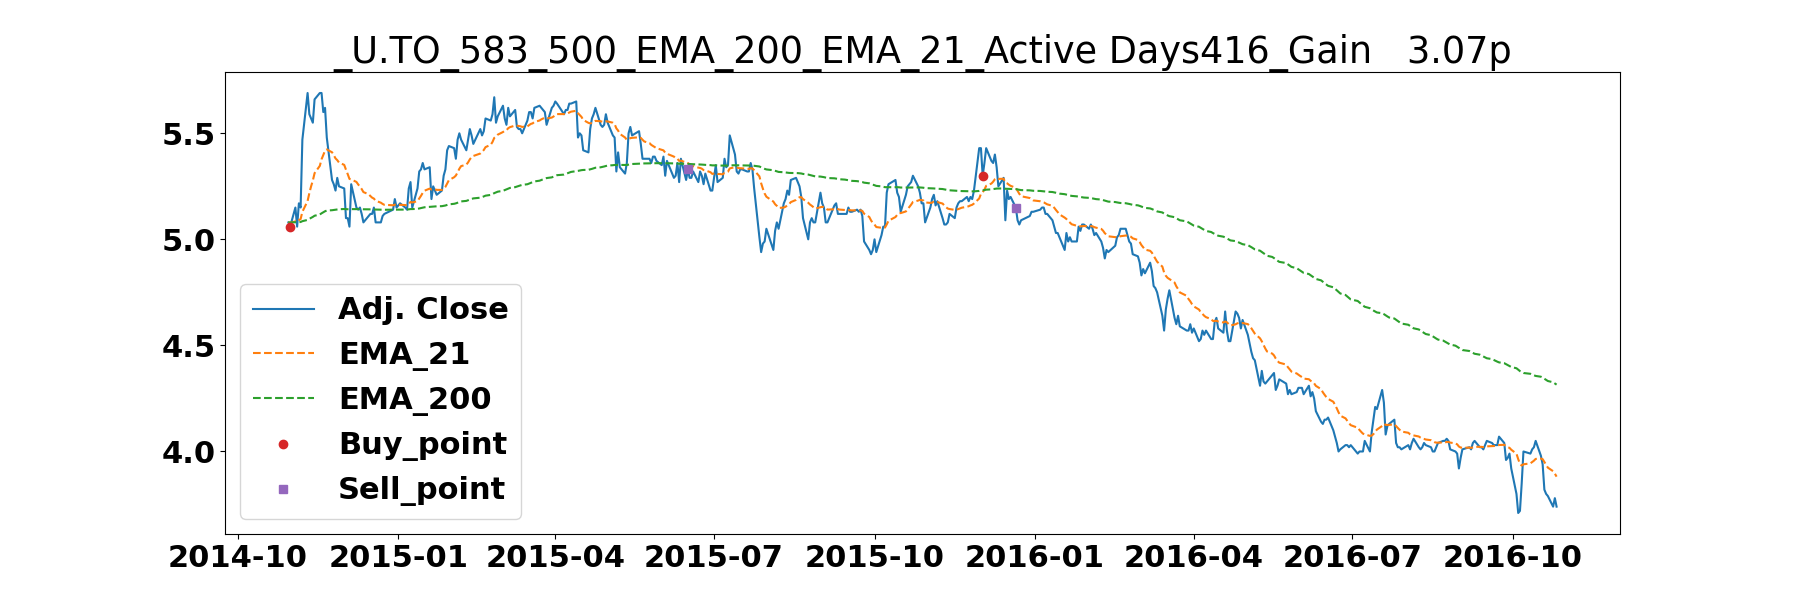 _U.TO_583_500_EMA_200_EMA_21_Active Days416_Gain   3.07p
5.5
5.0
4.5
4.0
Adj. Close
EMA_21
EMA_200
Buy_point
Sell_point
2014-10 2015-01 2015-04 2015-07 2015-10 2016-01 2016-04 2016-07 2016-10